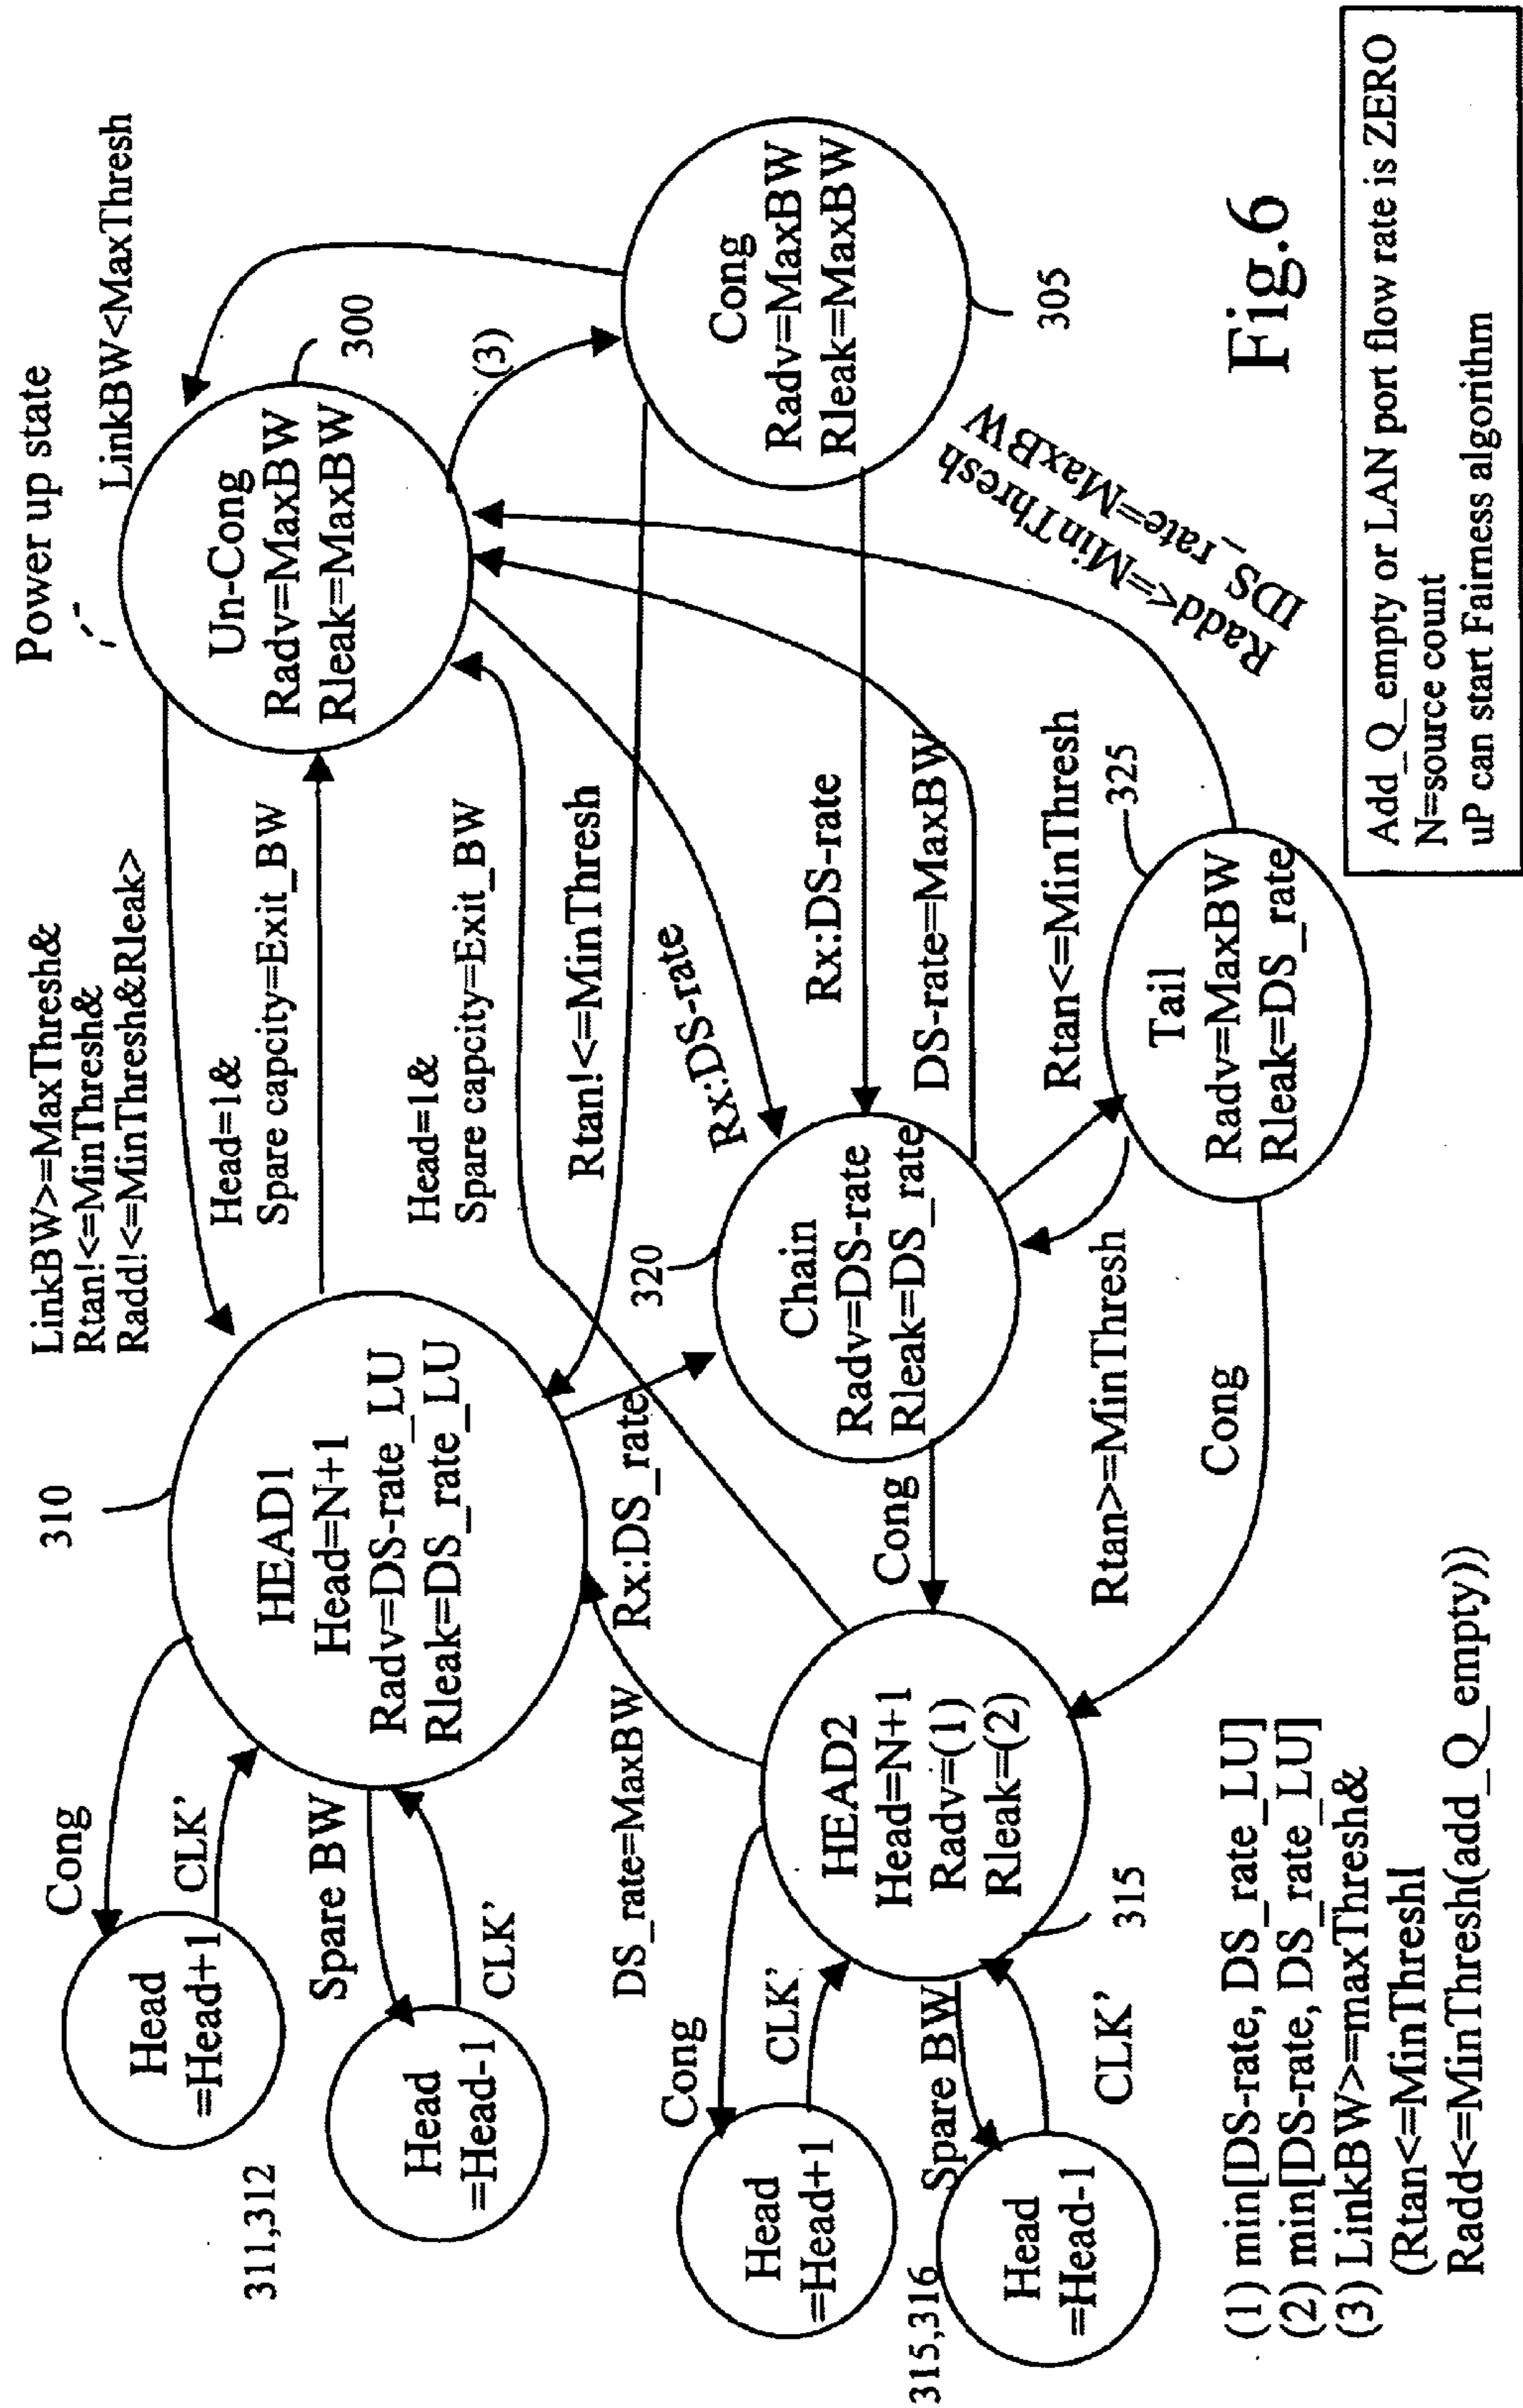 Power up state
LinkBW>=MaxThresh&
Rtan!<=MinThresh&
Radd!<=MinThresh&Rleak>
LinkBW<MaxThresh
Un-Cong
Radv=MaxBW
Rleak=MaxBW
300
(3)
Cong
Radv=MaxBW
Rleak=MaxBW
305
310
HEAD1
Head=N+1
Radv=DS-rate_LU
Rleak=DS_rate_LU
Head=1&
Spare capcity=Exit_BW
Head=1&
Spare capcity=Exit_BW
Rtan!<=MinThresh
Rx:DS-rate
Rx:DS-rate
DS-rate=MaxBW
Radd<=MinThresh
IDS_rate=MaxBW
Cong
CLK'
Head
=Head+1
Spare BW
CLK'
Head
=Head-1
311,312
DS_rate=MaxBW
Rx:DS_rate
320
Chain
Radv=DS-rate
Rleak=DS_rate
Rtan<=MinThresh
325
Tail
Radv=MaxBW
Rleak=DS_rate
Rtan>=MinThresh
Cong
Cong
HEAD2
Head=N+1
Radv=(1)
Rleak=(2)
315
Cong
CLK'
Head
=Head+1
Spare BW
CLK'
Head
=Head-1
315,316
(1) min[DS-rate, DS_rate_LU]
(2) min[DS-rate, DS_rate_LU]
(3) LinkBW>=maxThresh&
(Rtan<=MinThreshl
Radd<=MinThresh(add_Q_empty))
Fig.6
Add_Q_empty or LAN port flow rate is ZERO
N=source count
uP can start Fairness algorithm